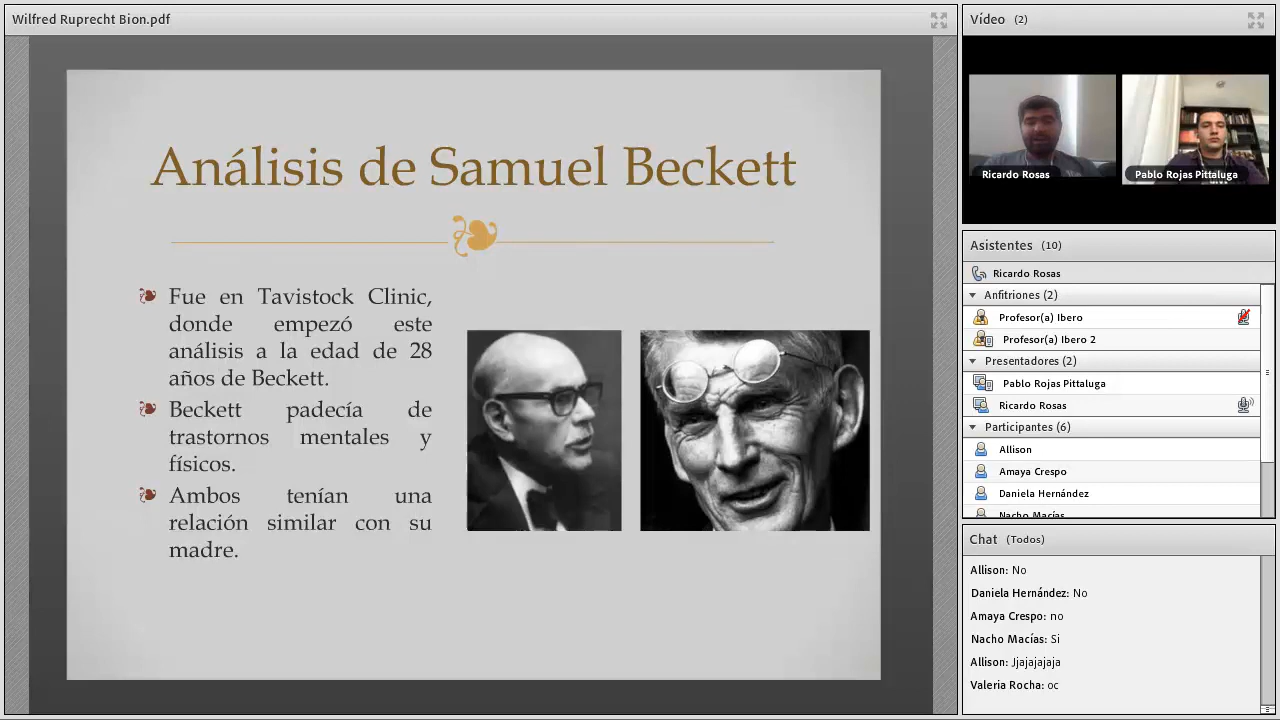 Wilfred Ruprecht Bion.pdf
Análisis de Samuel Beckett
Fue en Tavistock Clinic,
donde empezó este
análisis a la edad de 28
años de Beckett.
Beckett padecía de
trastornos mentales y
físicos.
Ambos tenían una
relación similar con su
madre.
Vídeo (2)
Ricardo Rosas
Pablo Rojas Pittaluga
Asistentes (10)
Ricardo Rosas
Anfitriones (2)
Profesor(a) Ibero
Profesor(a) Ibero 2
Presentadores (2)
Pablo Rojas Pittaluga
Ricardo Rosas
Participantes (6)
Allison
Amaya Crespo
Daniela Hernández
Nacho Macías
Chat (Todos)
Allison: No
Daniela Hernández: No
Amaya Crespo: no
Nacho Macías: Si
Allison: Jjajajajaja
Valeria Rocha: oc